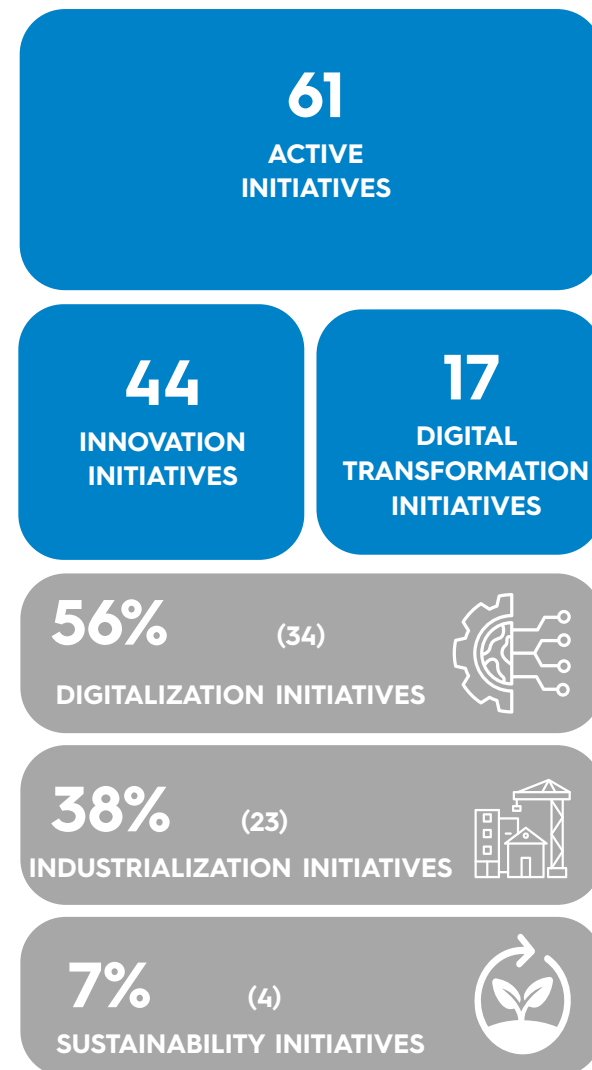 61
ACTIVE
INITIATIVES
44
INNOVATION
INITIATIVES
17
DIGITAL
TRANSFORMATION
INITIATIVES
56% (34)
DIGITALIZATION INITIATIVES
38% (23)
INDUSTRIALIZATION INITIATIVES
7% (4)
SUSTAINABILITY INITIATIVES